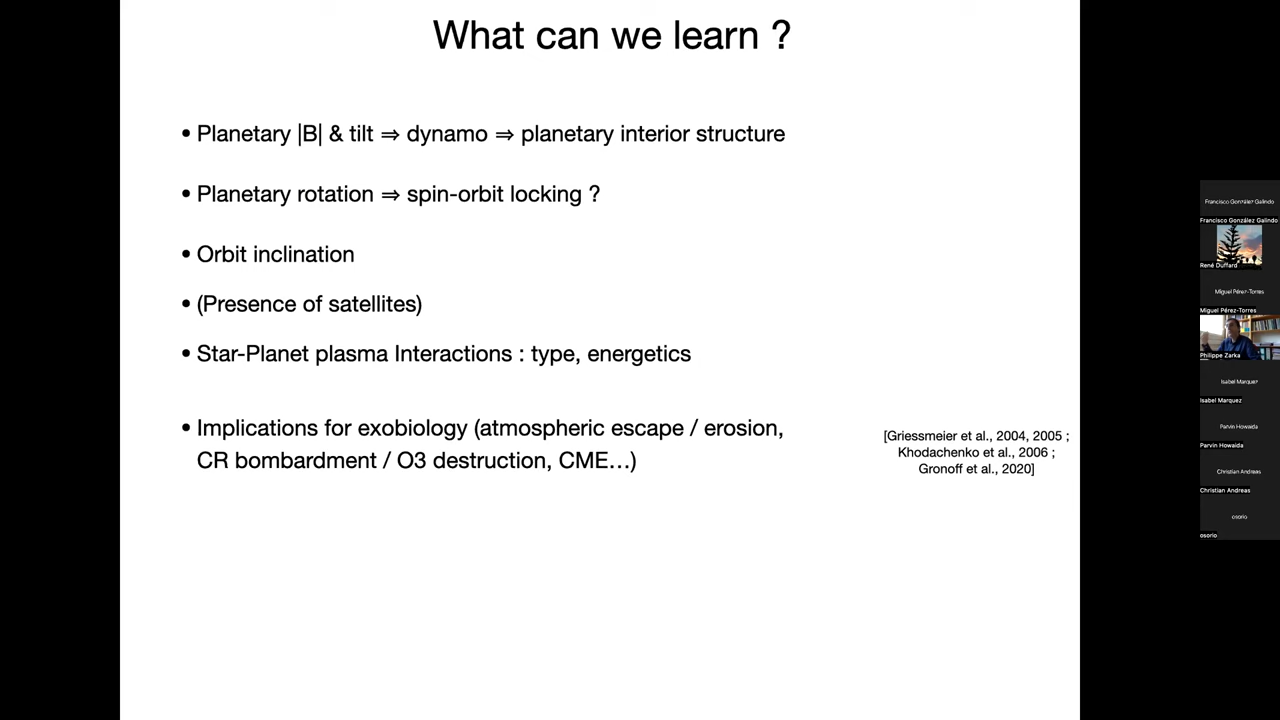 What can we learn ?
• Planetary |B| & tilt ⇒ dynamo ⇒ planetary interior structure
• Planetary rotation ⇒ spin-orbit locking ?
• Orbit inclination
• (Presence of satellites)
• Star-Planet plasma Interactions : type, energetics
• Implications for exobiology (atmospheric escape / erosion,
CR bombardment / O3 destruction, CME…)
[Griessmeier et al., 2004, 2005 ;
Khodachenko et al., 2006 ;
Gronoff et al., 2020]
Francisco González Galindo
Francisco González Galindo
René Duffard
Miguel Pérez-Torres
Miguel Pérez-Torres
Philippe Zarka
Isabel Marquez
Isabel Marquez
Parvin Howaida
Parvin Howaida
Christian Andreas
Christian Andreas
osorio
osorio